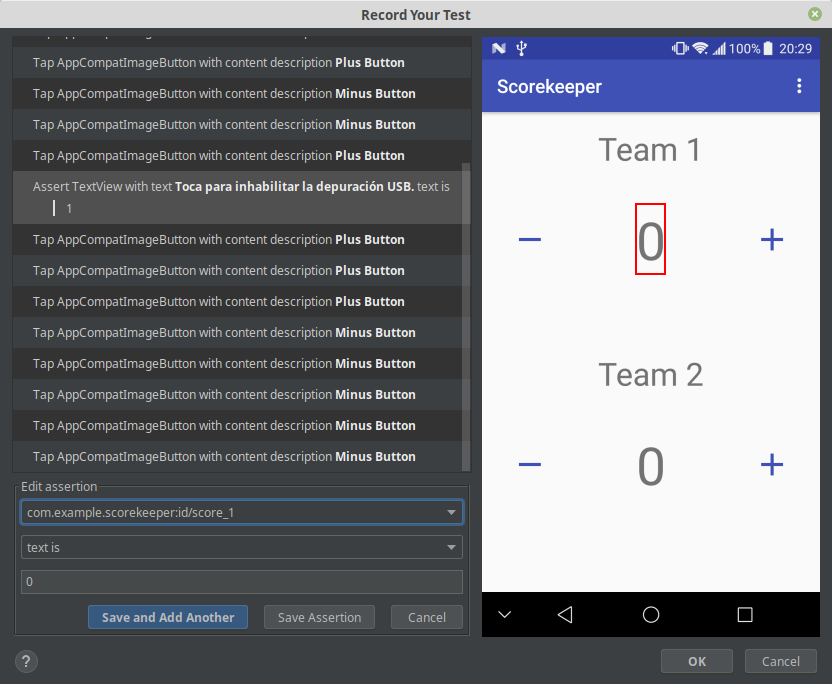 Record Your Test
Tap AppCompatImageButton with content description Plus Button
Tap AppCompatImageButton with content description Minus Button
Tap AppCompatImageButton with content description Minus Button
Tap AppCompatImageButton with content description Plus Button
Assert TextView with text Toca para inhabilitar la depuración USB. text is
1
Tap AppCompatImageButton with content description Plus Button
Tap AppCompatImageButton with content description Plus Button
Tap AppCompatImageButton with content description Plus Button
Tap AppCompatImageButton with content description Minus Button
Tap AppCompatImageButton with content description Minus Button
Tap AppCompatImageButton with content description Minus Button
Tap AppCompatImageButton with content description Minus Button
Tap AppCompatImageButton with content description Minus Button
Edit assertion
com.example.scorekeeper:id/score_1
text is
0
Save and Add Another
Save Assertion
Cancel
100%
20:29
Scorekeeper
Team 1
− 0 +
Team 2
− 0 +
?
OK
Cancel